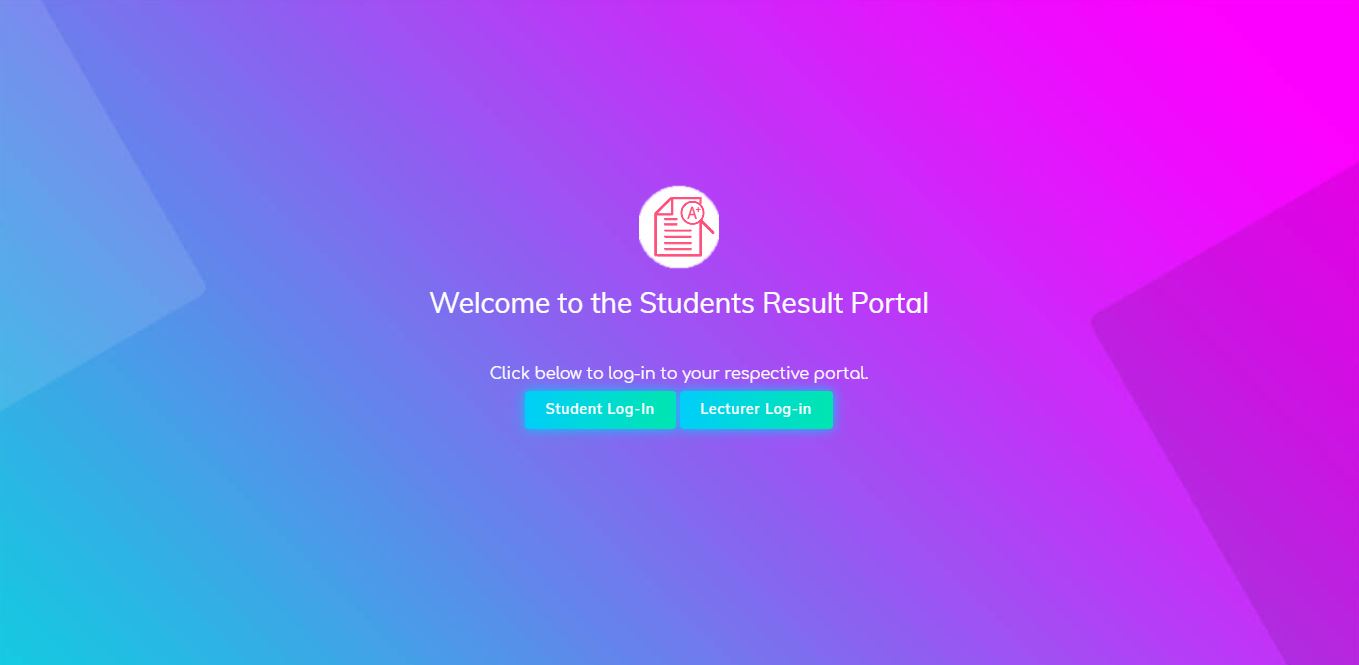 A+
Welcome to the Students Result Portal
Click below to log-in to your respective portal.
Student Log-In Lecturer Log-in